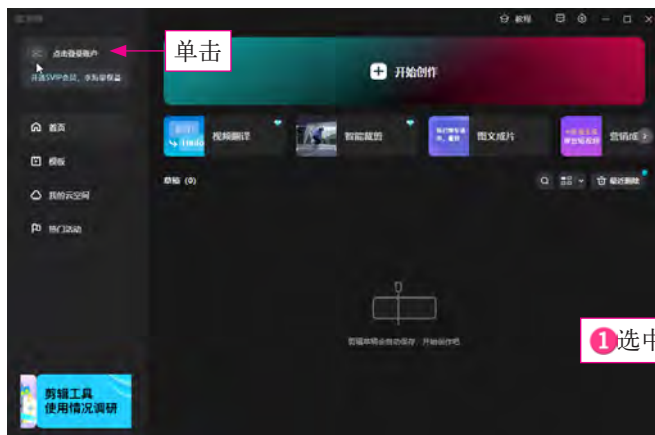 教程
点击登录账户
单击
开通SVIP会员，享海量权益
开始创作
首页
模板
我的云空间
热门活动
视频翻译
智能裁剪
图文成片
营销成
草稿 (0)
最近删除
剪辑草稿会自动保存，开始创作吧
1选中
剪辑工具
使用情况调研